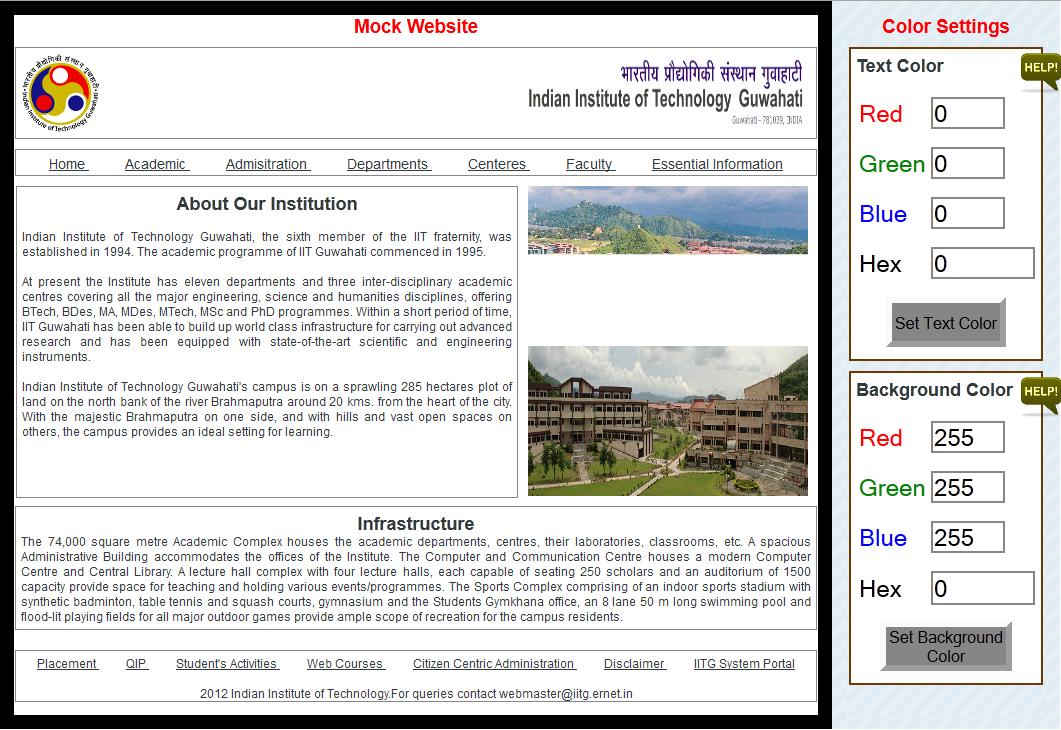 Mock Website
Color Settings
भारतीय प्रौद्योगिकी संस्थान गुवाहाटी
Indian Institute of Technology Guwahati
Guwahati - 781039, INDIA
भारतीय प्रौद्योगिकी संस्थान गुवाहाटी
Indian Institute of Technology Guwahati
Home Academic Admisitration Departments Centeres Faculty Essential Information
About Our Institution
Indian Institute of Technology Guwahati, the sixth member of the IIT fraternity, was
established in 1994. The academic programme of IIT Guwahati commenced in 1995.
At present the Institute has eleven departments and three inter-disciplinary academic
centres covering all the major engineering, science and humanities disciplines, offering
BTech, BDes, MA, MDes, MTech, MSc and PhD programmes. Within a short period of time,
IIT Guwahati has been able to build up world class infrastructure for carrying out advanced
research and has been equipped with state-of-the-art scientific and engineering
instruments.
Indian Institute of Technology Guwahati's campus is on a sprawling 285 hectares plot of
land on the north bank of the river Brahmaputra around 20 kms. from the heart of the city.
With the majestic Brahmaputra on one side, and with hills and vast open spaces on
others, the campus provides an ideal setting for learning.
Infrastructure
The 74,000 square metre Academic Complex houses the academic departments, centres, their laboratories, classrooms, etc. A spacious
Administrative Building accommodates the offices of the Institute. The Computer and Communication Centre houses a modern Computer
Centre and Central Library. A lecture hall complex with four lecture halls, each capable of seating 250 scholars and an auditorium of 1500
capacity provide space for teaching and holding various events/programmes. The Sports Complex comprising of an indoor sports stadium with
synthetic badminton, table tennis and squash courts, gymnasium and the Students Gymkhana office, an 8 lane 50 m long swimming pool and
flood-lit playing fields for all major outdoor games provide ample scope of recreation for the campus residents.
Placement QIP Student's Activities Web Courses Citizen Centric Administration Disclaimer IITG System Portal
2012 Indian Institute of Technology.For queries contact webmaster@iitg.ernet.in
Text Color
HELP!
Red 0
Green 0
Blue 0
Hex 0
Set Text Color
Background Color
HELP!
Red 255
Green 255
Blue 255
Hex
Set Background
Color